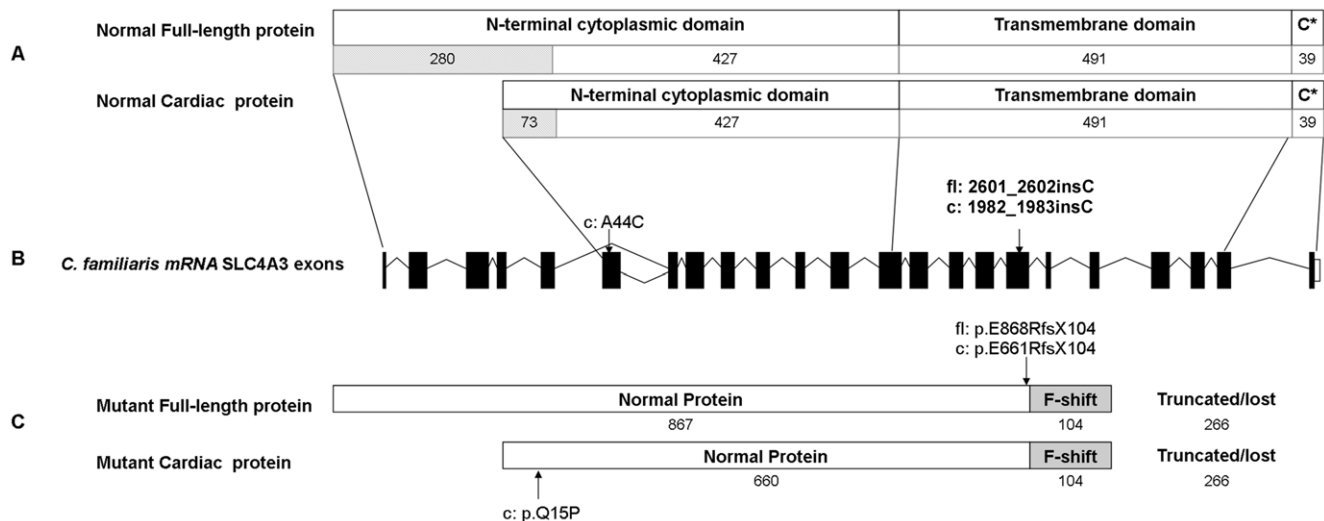 A
Normal Full-length protein
N-terminal cytoplasmic domain
Transmembrane domain
C*
280
427
491
39
Normal Cardiac protein
N-terminal cytoplasmic domain
Transmembrane domain
C*
73
427
491
39
B
C. familiaris mRNA SLC4A3 exons
c: A44C
fl: 2601_2602insC
c: 1982_1983insC
fl: p.E868RfsX104
c: p.E661RfsX104
C
Mutant Full-length protein
Normal Protein
F-shift
Truncated/lost
867
104
266
Mutant Cardiac protein
Normal Protein
F-shift
Truncated/lost
660
104
266
c: p.Q15P